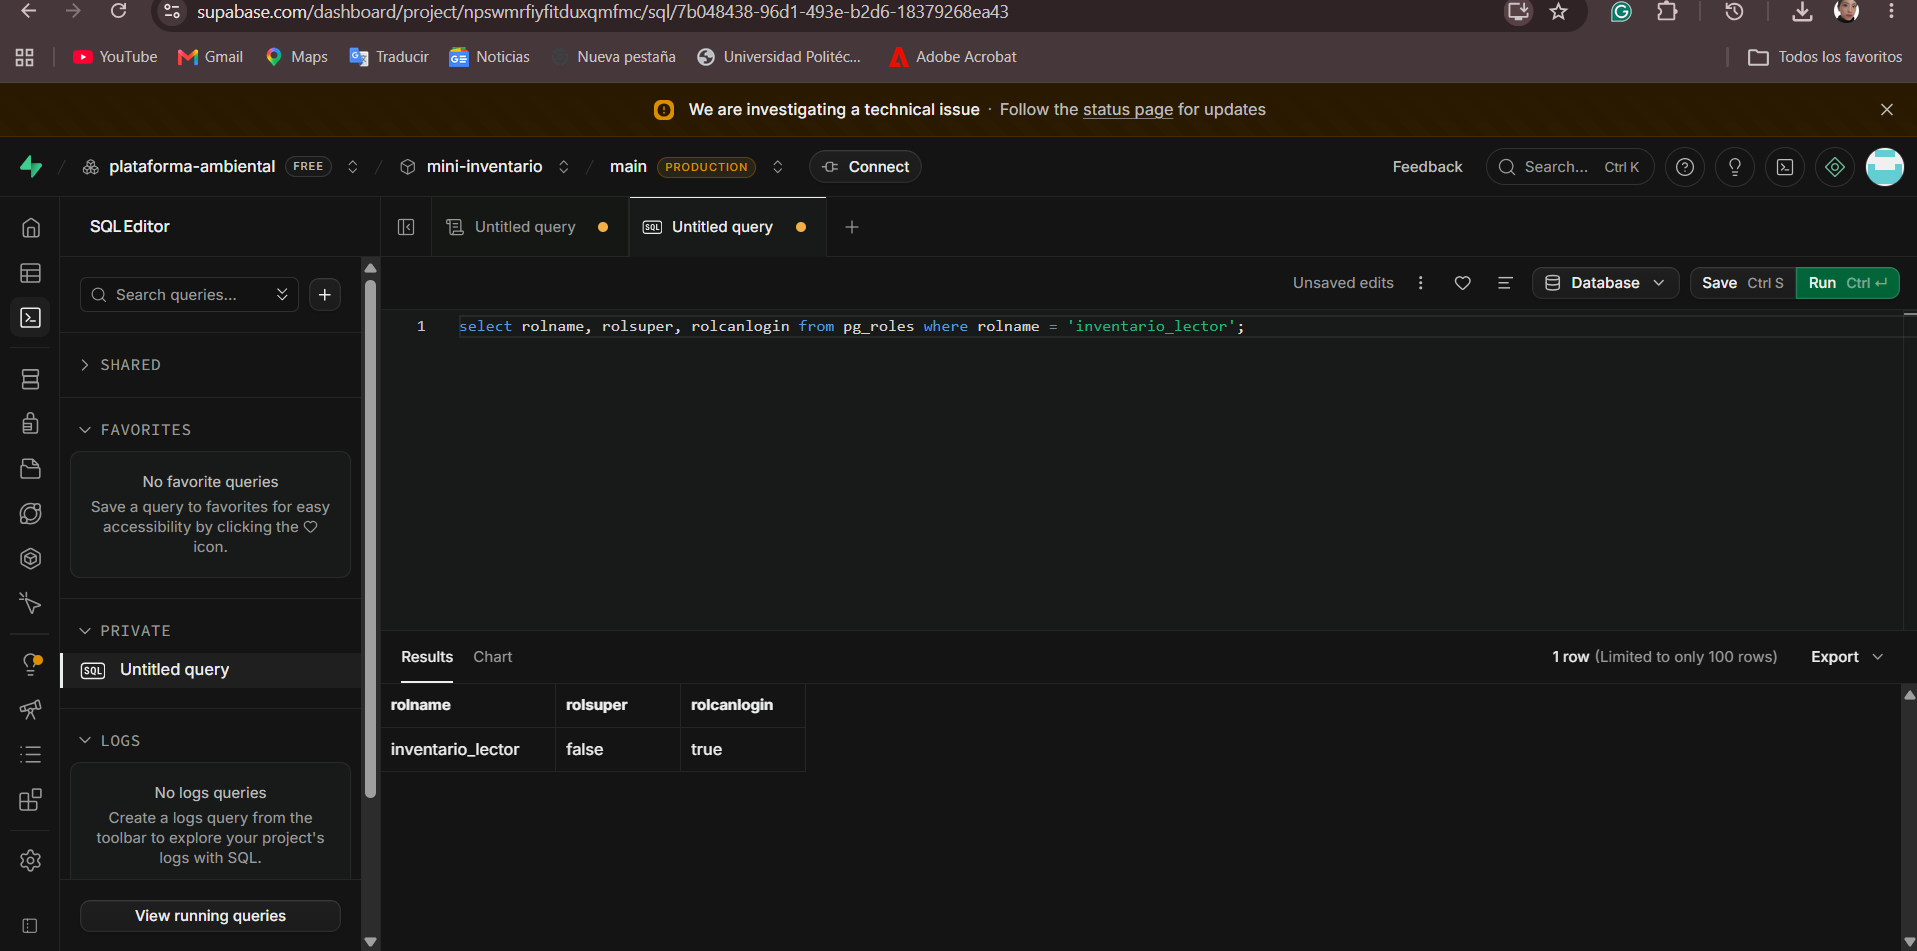 supabase.com/dashboard/project/npswmrfiyfitduxqmfmc/sql/7b048438-96d1-493e-b2d6-18379268ea43
YouTube Gmail Maps Traducir Noticias Nueva pestaña Universidad Politéc... Adobe Acrobat Todos los favoritos
We are investigating a technical issue · Follow the status page for updates
plataforma-ambiental FREE mini-inventario main PRODUCTION Connect Feedback Search... Ctrl K
SQL Editor
Untitled query
SQL Untitled query
Search queries...
Unsaved edits Database Save Ctrl S Run Ctrl ↵
1 select rolname, rolsuper, rolcanlogin from pg_roles where rolname = 'inventario_lector';
SHARED
FAVORITES
No favorite queries
Save a query to favorites for easy
accessibility by clicking the ♡
icon.
PRIVATE
SQL Untitled query
LOGS
No logs queries
Create a logs query from the
toolbar to explore your project's
logs with SQL.
View running queries
Results Chart 1 row (Limited to only 100 rows) Export
rolname rolsuper rolcanlogin
inventario_lector false true